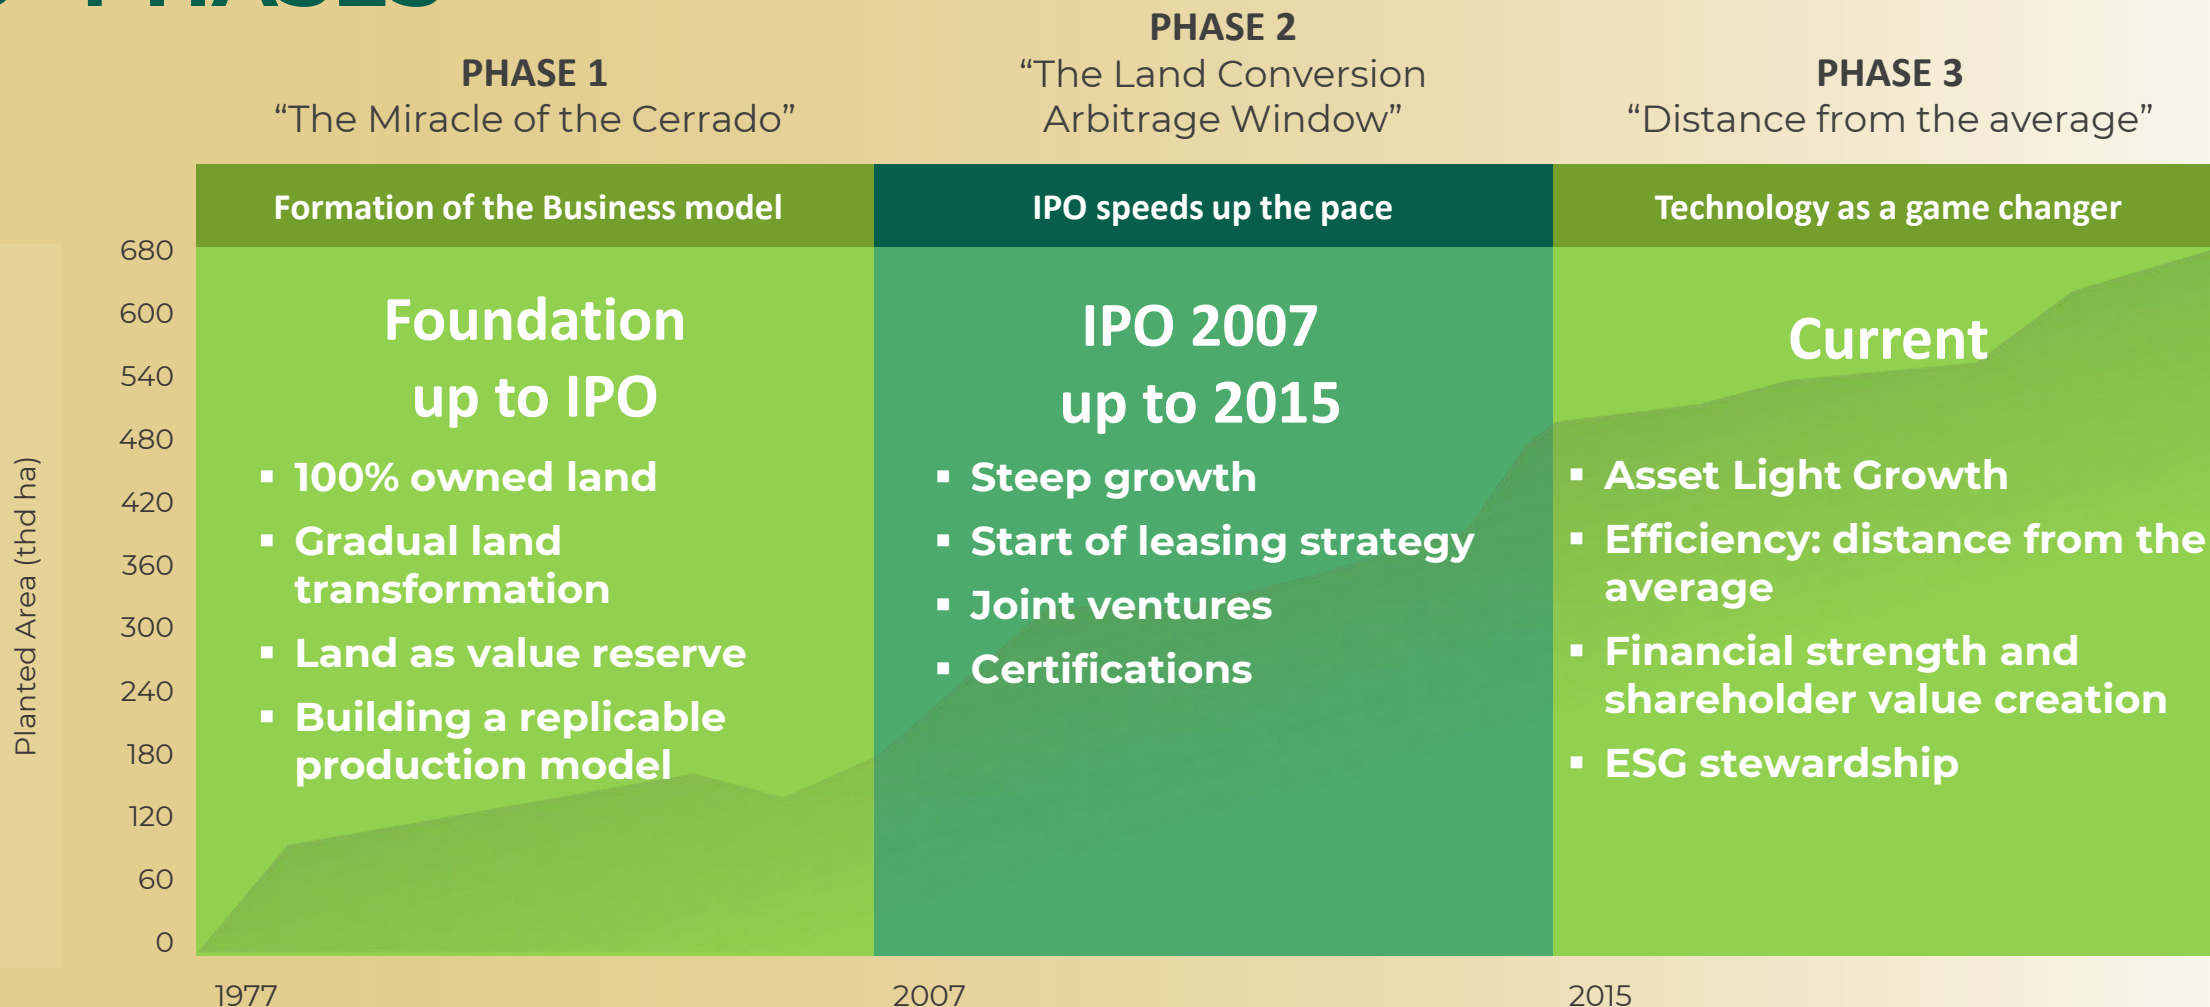 PHASES
PHASE 1
“The Miracle of the Cerrado”
PHASE 2
“The Land Conversion
Arbitrage Window”
PHASE 3
“Distance from the average”
Formation of the Business model
IPO speeds up the pace
Technology as a game changer
Planted Area (thd ha)
680
600
540
480
420
360
300
240
180
120
60
0
Foundation
up to IPO
▪ 100% owned land
▪ Gradual land
transformation
▪ Land as value reserve
▪ Building a replicable
production model
IPO 2007
up to 2015
▪ Steep growth
▪ Start of leasing strategy
▪ Joint ventures
▪ Certifications
Current
▪ Asset Light Growth
▪ Efficiency: distance from the
average
▪ Financial strength and
shareholder value creation
▪ ESG stewardship
1977
2007
2015